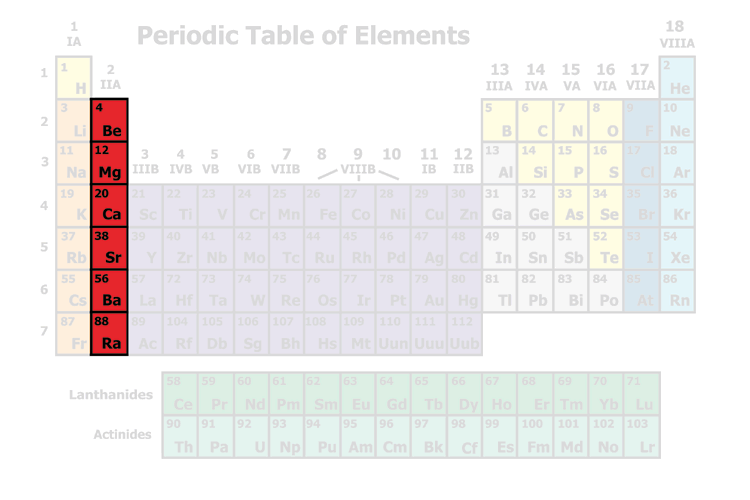 1 Periodic Table of Elements 18
IA VIIIA
1 1 2 13 14 15 16 17 2
H IIA IIIA IVA VA VIA VIIA He
2 3 4 5 6 7 8 9 10
Li Be B C N O F Ne
3 11 12 3 4 5 6 7 8 9 10 11 12 13 14 15 16 17 18
Na Mg IIIB IVB VB VIB VIIB VIIIB IB IIB Al Si P S Cl Ar
4 19 20 21 22 23 24 25 26 27 28 29 30 31 32 33 34 35 36
K Ca Sc Ti V Cr Mn Fe Co Ni Cu Zn Ga Ge As Se Br Kr
5 37 38 39 40 41 42 43 44 45 46 47 48 49 50 51 52 53 54
Rb Sr Y Zr Nb Mo Tc Ru Rh Pd Ag Cd In Sn Sb Te I Xe
6 55 56 57 72 73 74 75 76 77 78 79 80 81 82 83 84 85 86
Cs Ba La Hf Ta W Re Os Ir Pt Au Hg Tl Pb Bi Po At Rn
7 87 88 89 104 105 106 107 108 109 110 111 112
Fr Ra Ac Rf Db Sg Bh Hs Mt Uun Uuu Uub
Lanthanides 58 59 60 61 62 63 64 65 66 67 68 69 70 71
Ce Pr Nd Pm Sm Eu Gd Tb Dy Ho Er Tm Yb Lu
Actinides 90 91 92 93 94 95 96 97 98 99 100 101 102 103
Th Pa U Np Pu Am Cm Bk Cf Es Fm Md No Lr